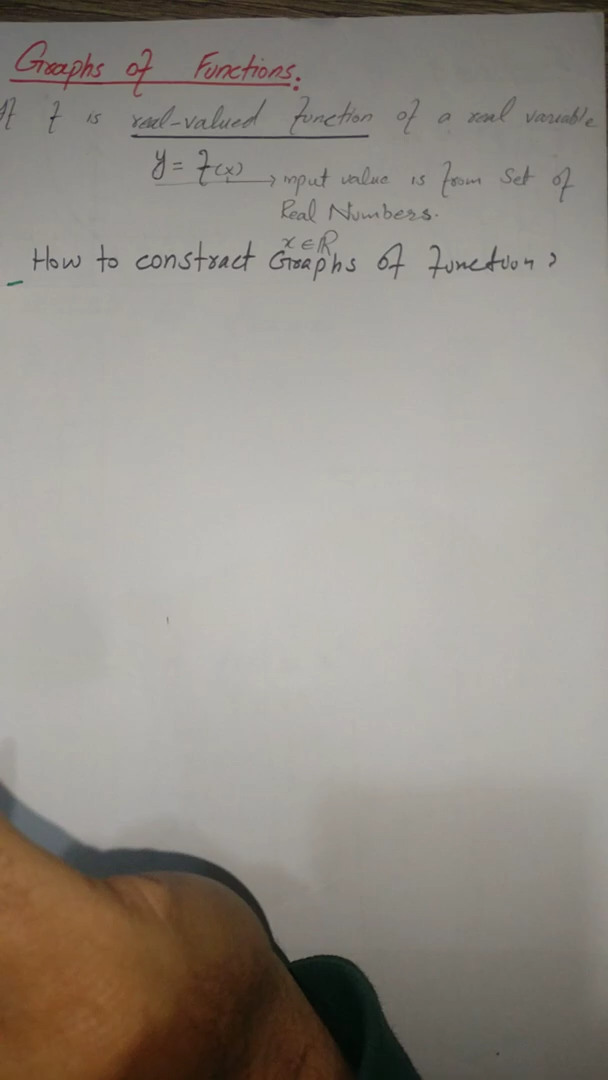 Graphs of Functions:
If f is real-valued function of a real variable
y = f(x) → input value is from Set of
Real Numbers.
x ∈ ℝ
How to constract Graphs of function?